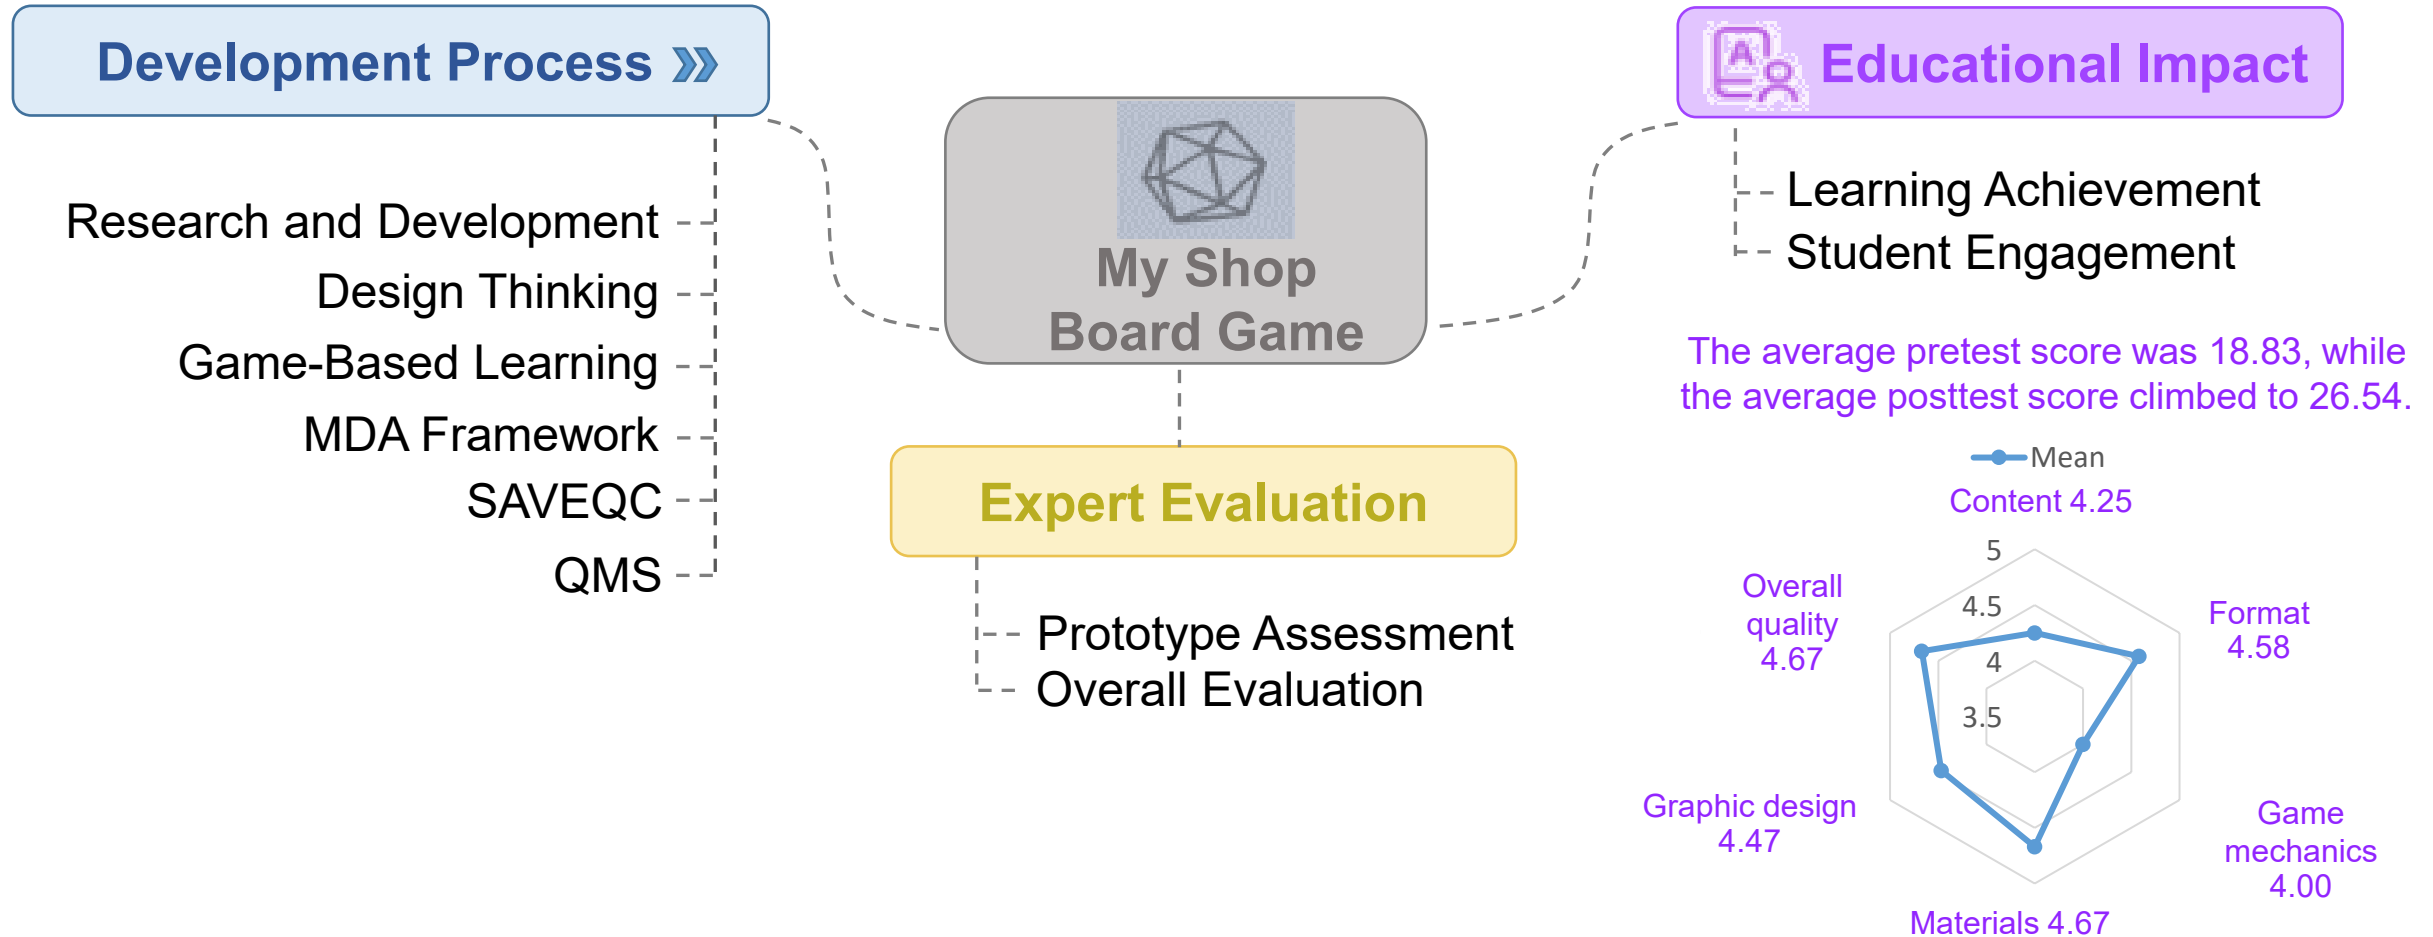 Development Process
Research and Development
Design Thinking
Game-Based Learning
MDA Framework
SAVEQC
QMS
My Shop
Board Game
Expert Evaluation
Prototype Assessment
Overall Evaluation
A
Educational Impact
Learning Achievement
Student Engagement
The average pretest score was 18.83, while
the average posttest score climbed to 26.54.
Mean
Content 4.25
5
4.5
4
3.5
Format
4.58
Game
mechanics
4.00
Materials 4.67
Graphic design
4.47
Overall
quality
4.67